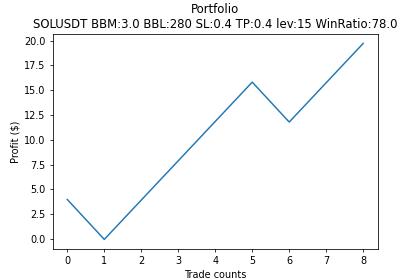 Portfolio
SOLUSDT BBM:3.0 BBL:280 SL:0.4 TP:0.4 lev:15 WinRatio:78.0
20.0
17.5
15.0
12.5
10.0
7.5
5.0
2.5
0.0
Profit ($)
0 1 2 3 4 5 6 7 8
Trade counts